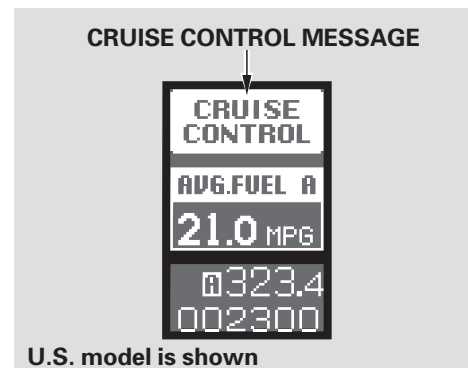 CRUISE CONTROL MESSAGE
CRUISE
CONTROL
AVG.FUEL A
21.0 MPG
A323.4
002300
U.S. model is shown